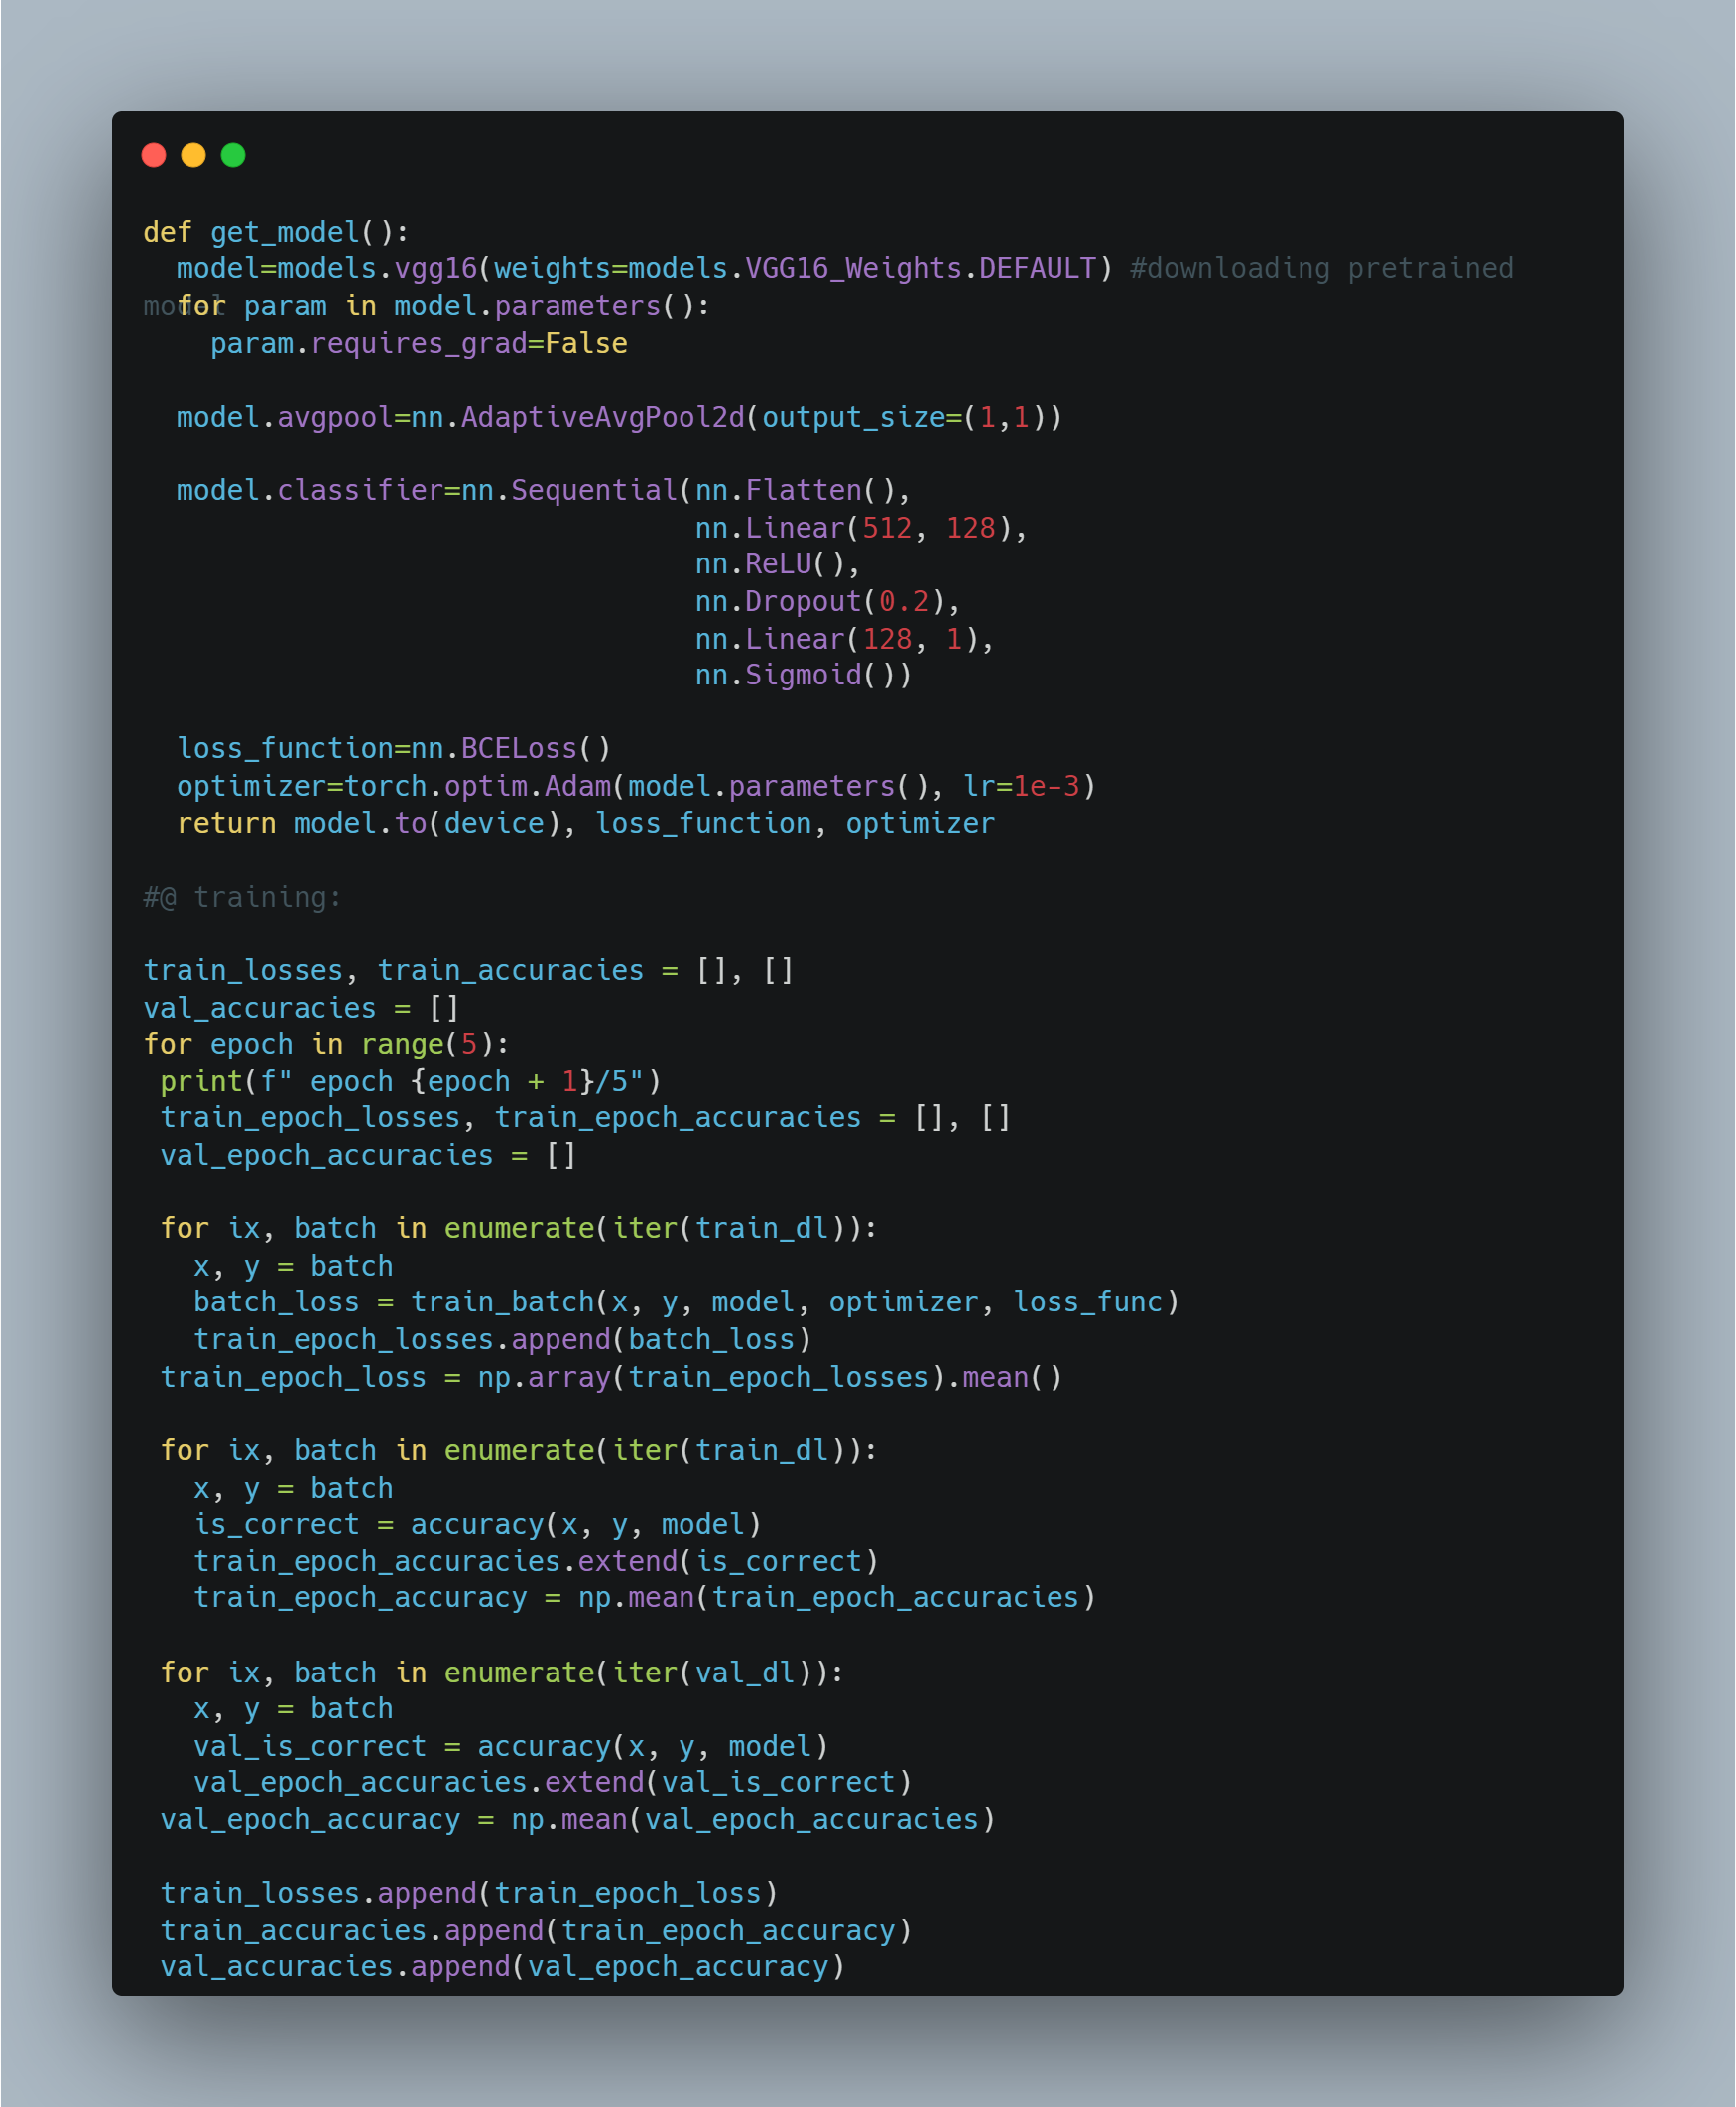 def get_model():
  model=models.vgg16(weights=models.VGG16_Weights.DEFAULT) #downloading pretrained
model
  for param in model.parameters():
    param.requires_grad=False

  model.avgpool=nn.AdaptiveAvgPool2d(output_size=(1,1))

  model.classifier=nn.Sequential(nn.Flatten(),
                                 nn.Linear(512, 128),
                                 nn.ReLU(),
                                 nn.Dropout(0.2),
                                 nn.Linear(128, 1),
                                 nn.Sigmoid())

  loss_function=nn.BCELoss()
  optimizer=torch.optim.Adam(model.parameters(), lr=1e-3)
  return model.to(device), loss_function, optimizer

#@ training:

train_losses, train_accuracies = [], []
val_accuracies = []
for epoch in range(5):
 print(f" epoch {epoch + 1}/5")
 train_epoch_losses, train_epoch_accuracies = [], []
 val_epoch_accuracies = []

 for ix, batch in enumerate(iter(train_dl)):
   x, y = batch
   batch_loss = train_batch(x, y, model, optimizer, loss_func)
   train_epoch_losses.append(batch_loss)
 train_epoch_loss = np.array(train_epoch_losses).mean()

 for ix, batch in enumerate(iter(train_dl)):
   x, y = batch
   is_correct = accuracy(x, y, model)
   train_epoch_accuracies.extend(is_correct)
   train_epoch_accuracy = np.mean(train_epoch_accuracies)

 for ix, batch in enumerate(iter(val_dl)):
   x, y = batch
   val_is_correct = accuracy(x, y, model)
   val_epoch_accuracies.extend(val_is_correct)
 val_epoch_accuracy = np.mean(val_epoch_accuracies)

 train_losses.append(train_epoch_loss)
 train_accuracies.append(train_epoch_accuracy)
 val_accuracies.append(val_epoch_accuracy)